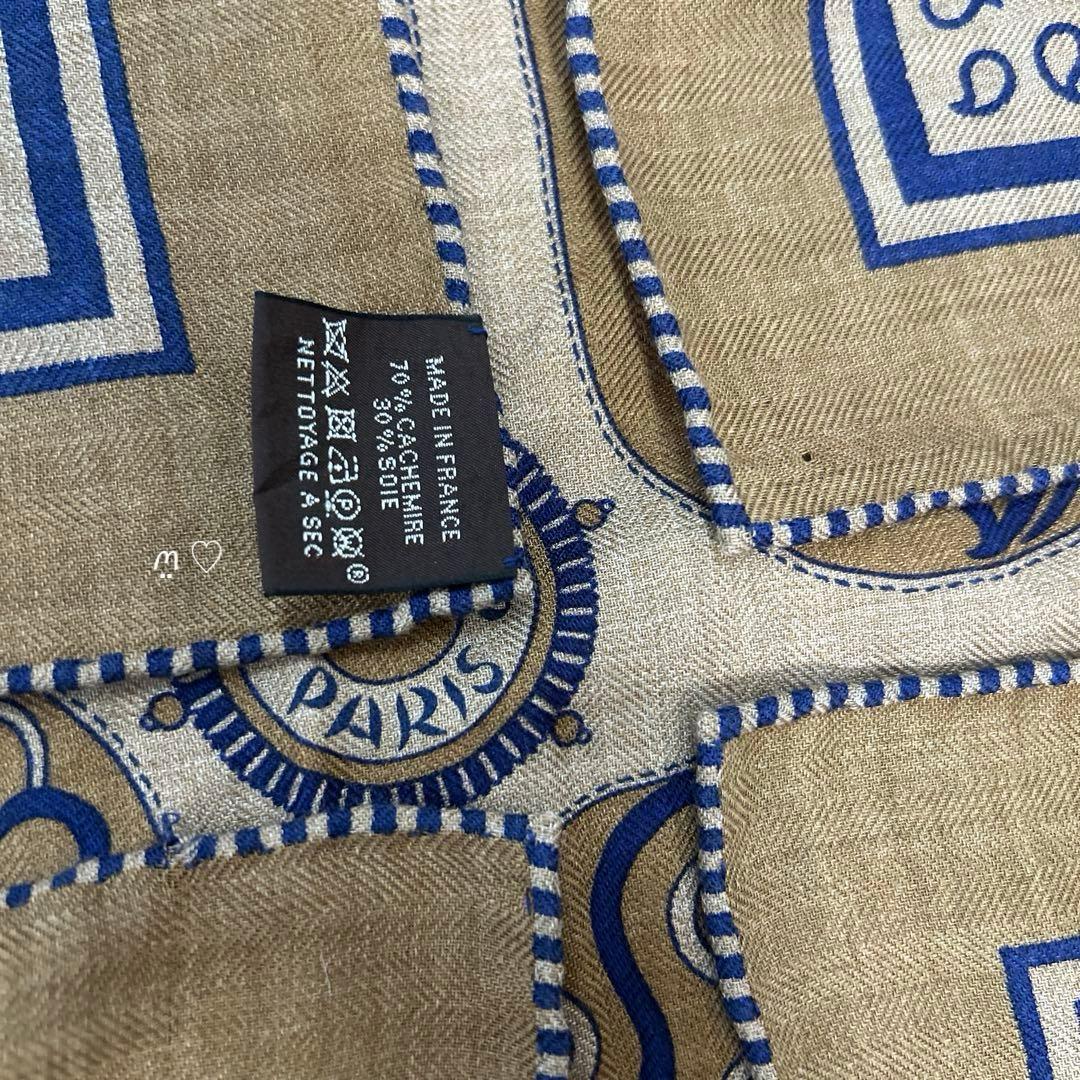 MADE IN FRANCE
70% CACHEMIRE
30% SOIE
NETTOYAGE À SEC
®
PARIS